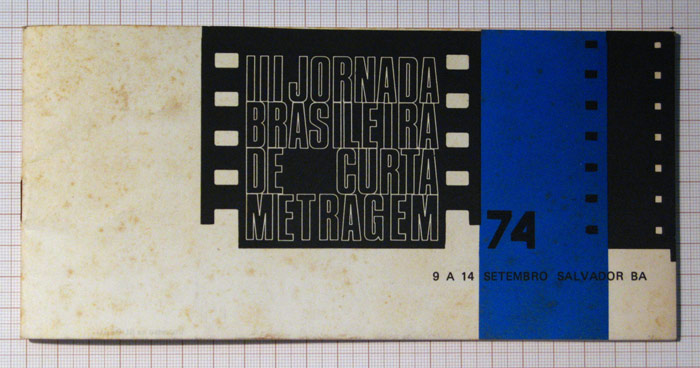 III JORNADA
BRASILEIRA
DE CURTA
METRAGEM
74
9 A 14 SETEMBRO SALVADOR BA